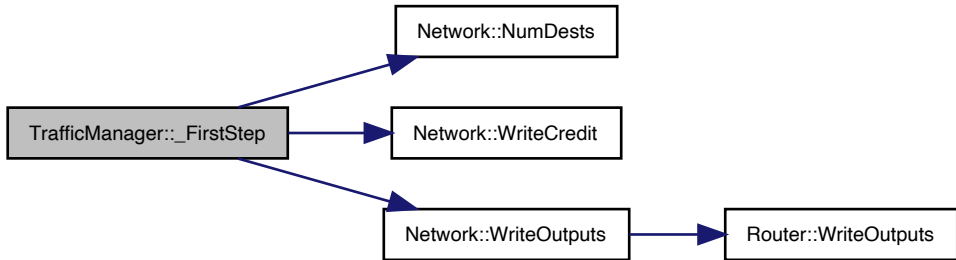 Network::NumDests
TrafficManager::_FirstStep
Network::WriteCredit
Network::WriteOutputs
Router::WriteOutputs